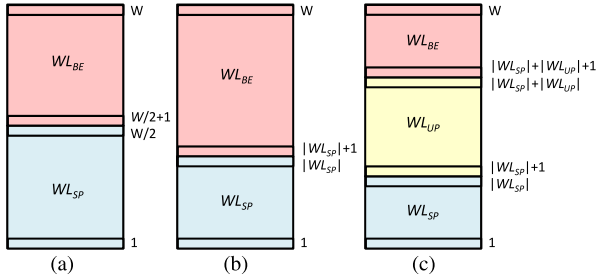 W
WL_BE
W/2+1
W/2
WL_SP
1
(a)
W
WL_BE
|WL_SP|+1
|WL_SP|
WL_SP
1
(b)
W
WL_BE
|WL_SP|+|WL_UP|+1
|WL_SP|+|WL_UP|
WL_UP
|WL_SP|+1
|WL_SP|
WL_SP
1
(c)